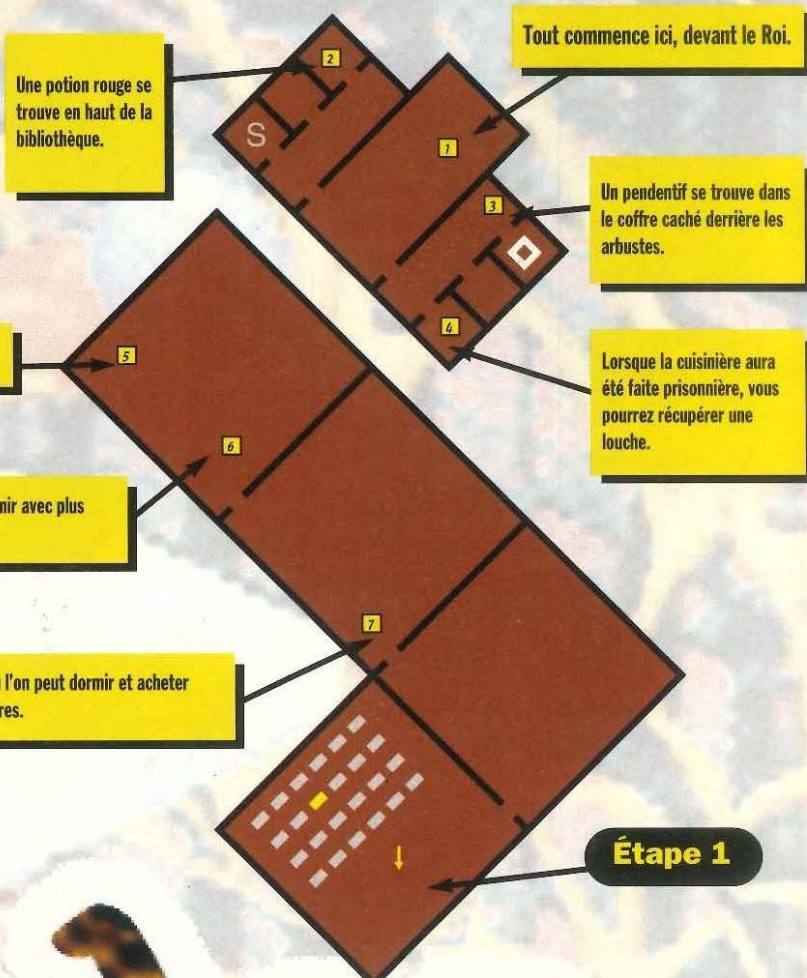 Tout commence ici, devant le Roi.
Une potion rouge se
trouve en haut de la
bibliothèque.
2
S
1
3
Un pendentif se trouve dans
le coffre caché derrière les
arbustes.
4
Lorsque la cuisinière aura
été faite prisonnière, vous
pourrez récupérer une
louche.
5
6
nir avec plus
7
l'on peut dormir et acheter
res.
Étape 1